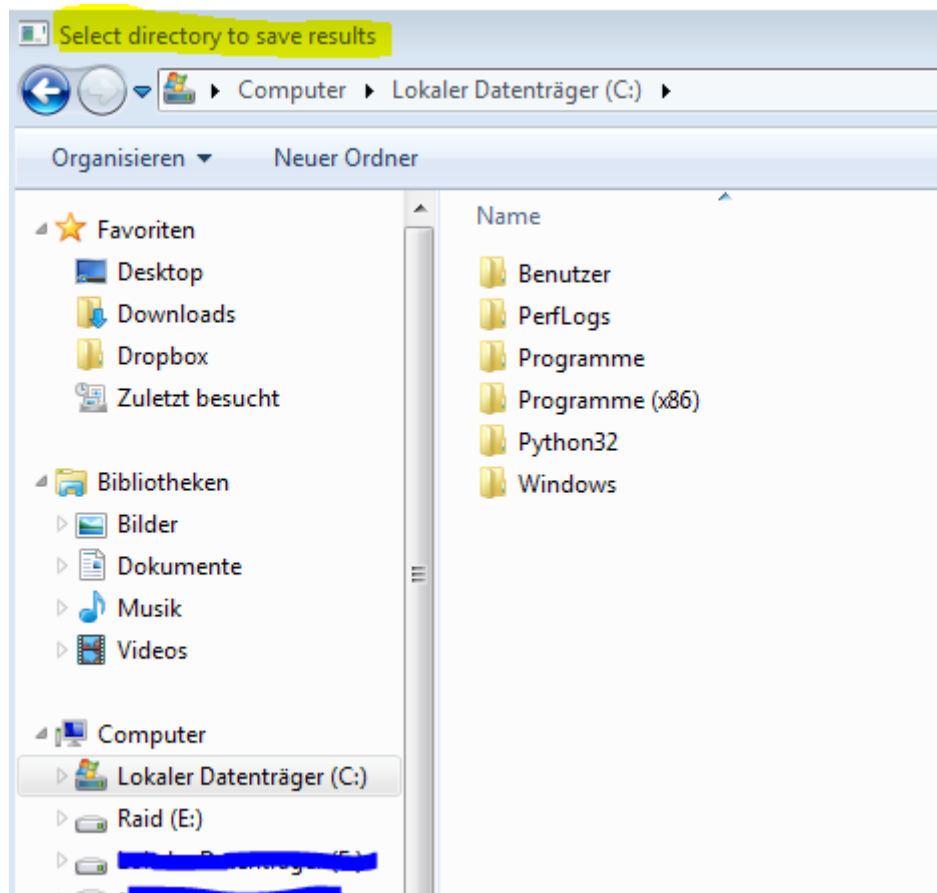 Select directory to save results
Computer Lokaler Datenträger (C:)
Organisieren Neuer Ordner
Favoriten
Desktop
Downloads
Dropbox
Zuletzt besucht
Bibliotheken
Bilder
Dokumente
Musik
Videos
Computer
Lokaler Datenträger (C:)
Raid (E:)
Name
Benutzer
PerfLogs
Programme
Programme (x86)
Python32
Windows